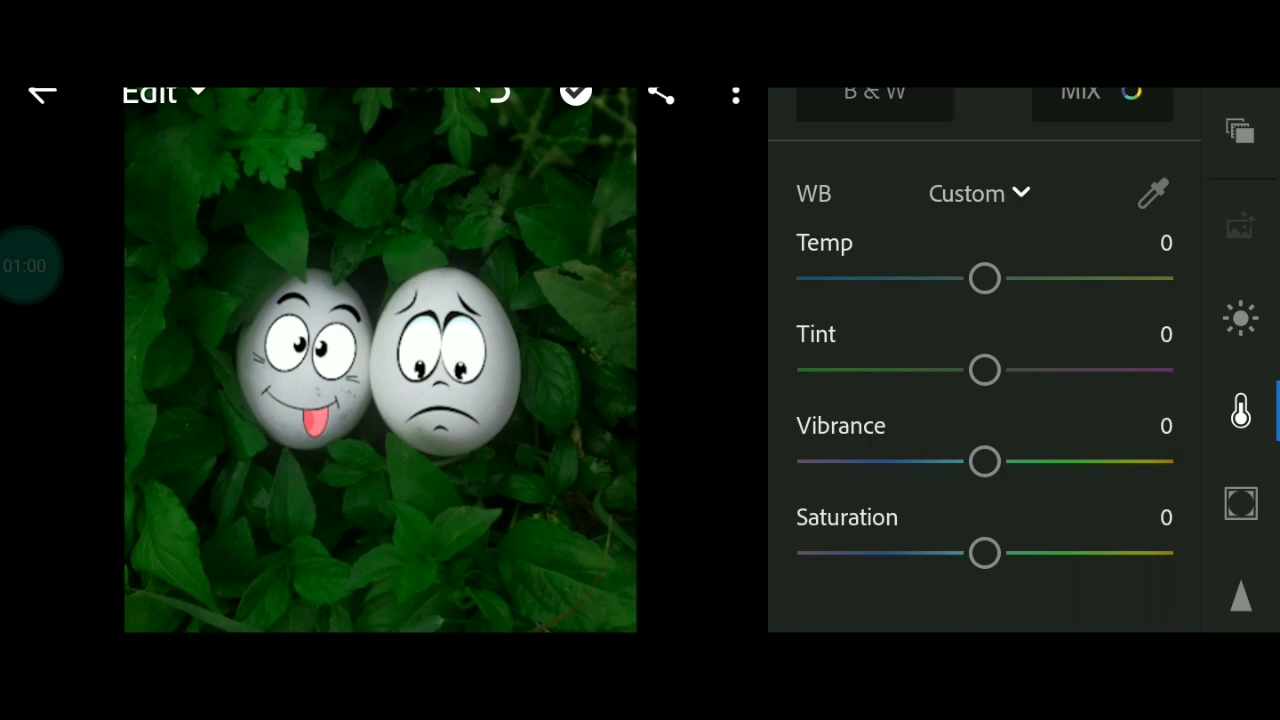 Edit
B & W
MIX
WB
Custom
Temp
0
01:00
Tint
0
Vibrance
0
Saturation
0